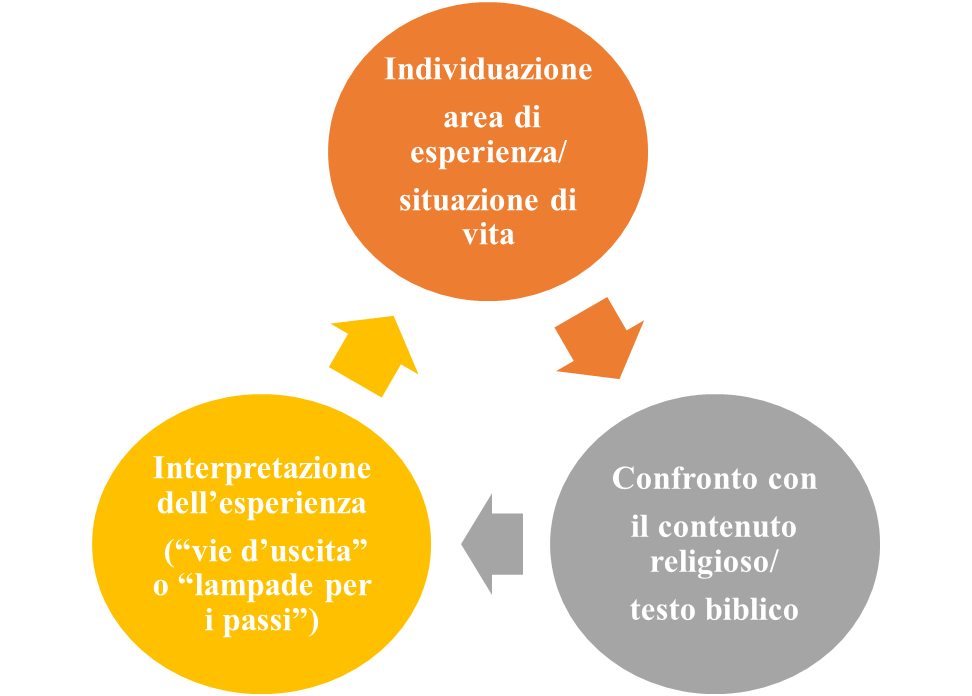 Individuazione
area di
esperienza/
situazione di
vita
Confronto con
il contenuto
religioso/
testo biblico
Interpretazione
dell’esperienza
(“vie d’uscita”
o “lampade per
i passi”)